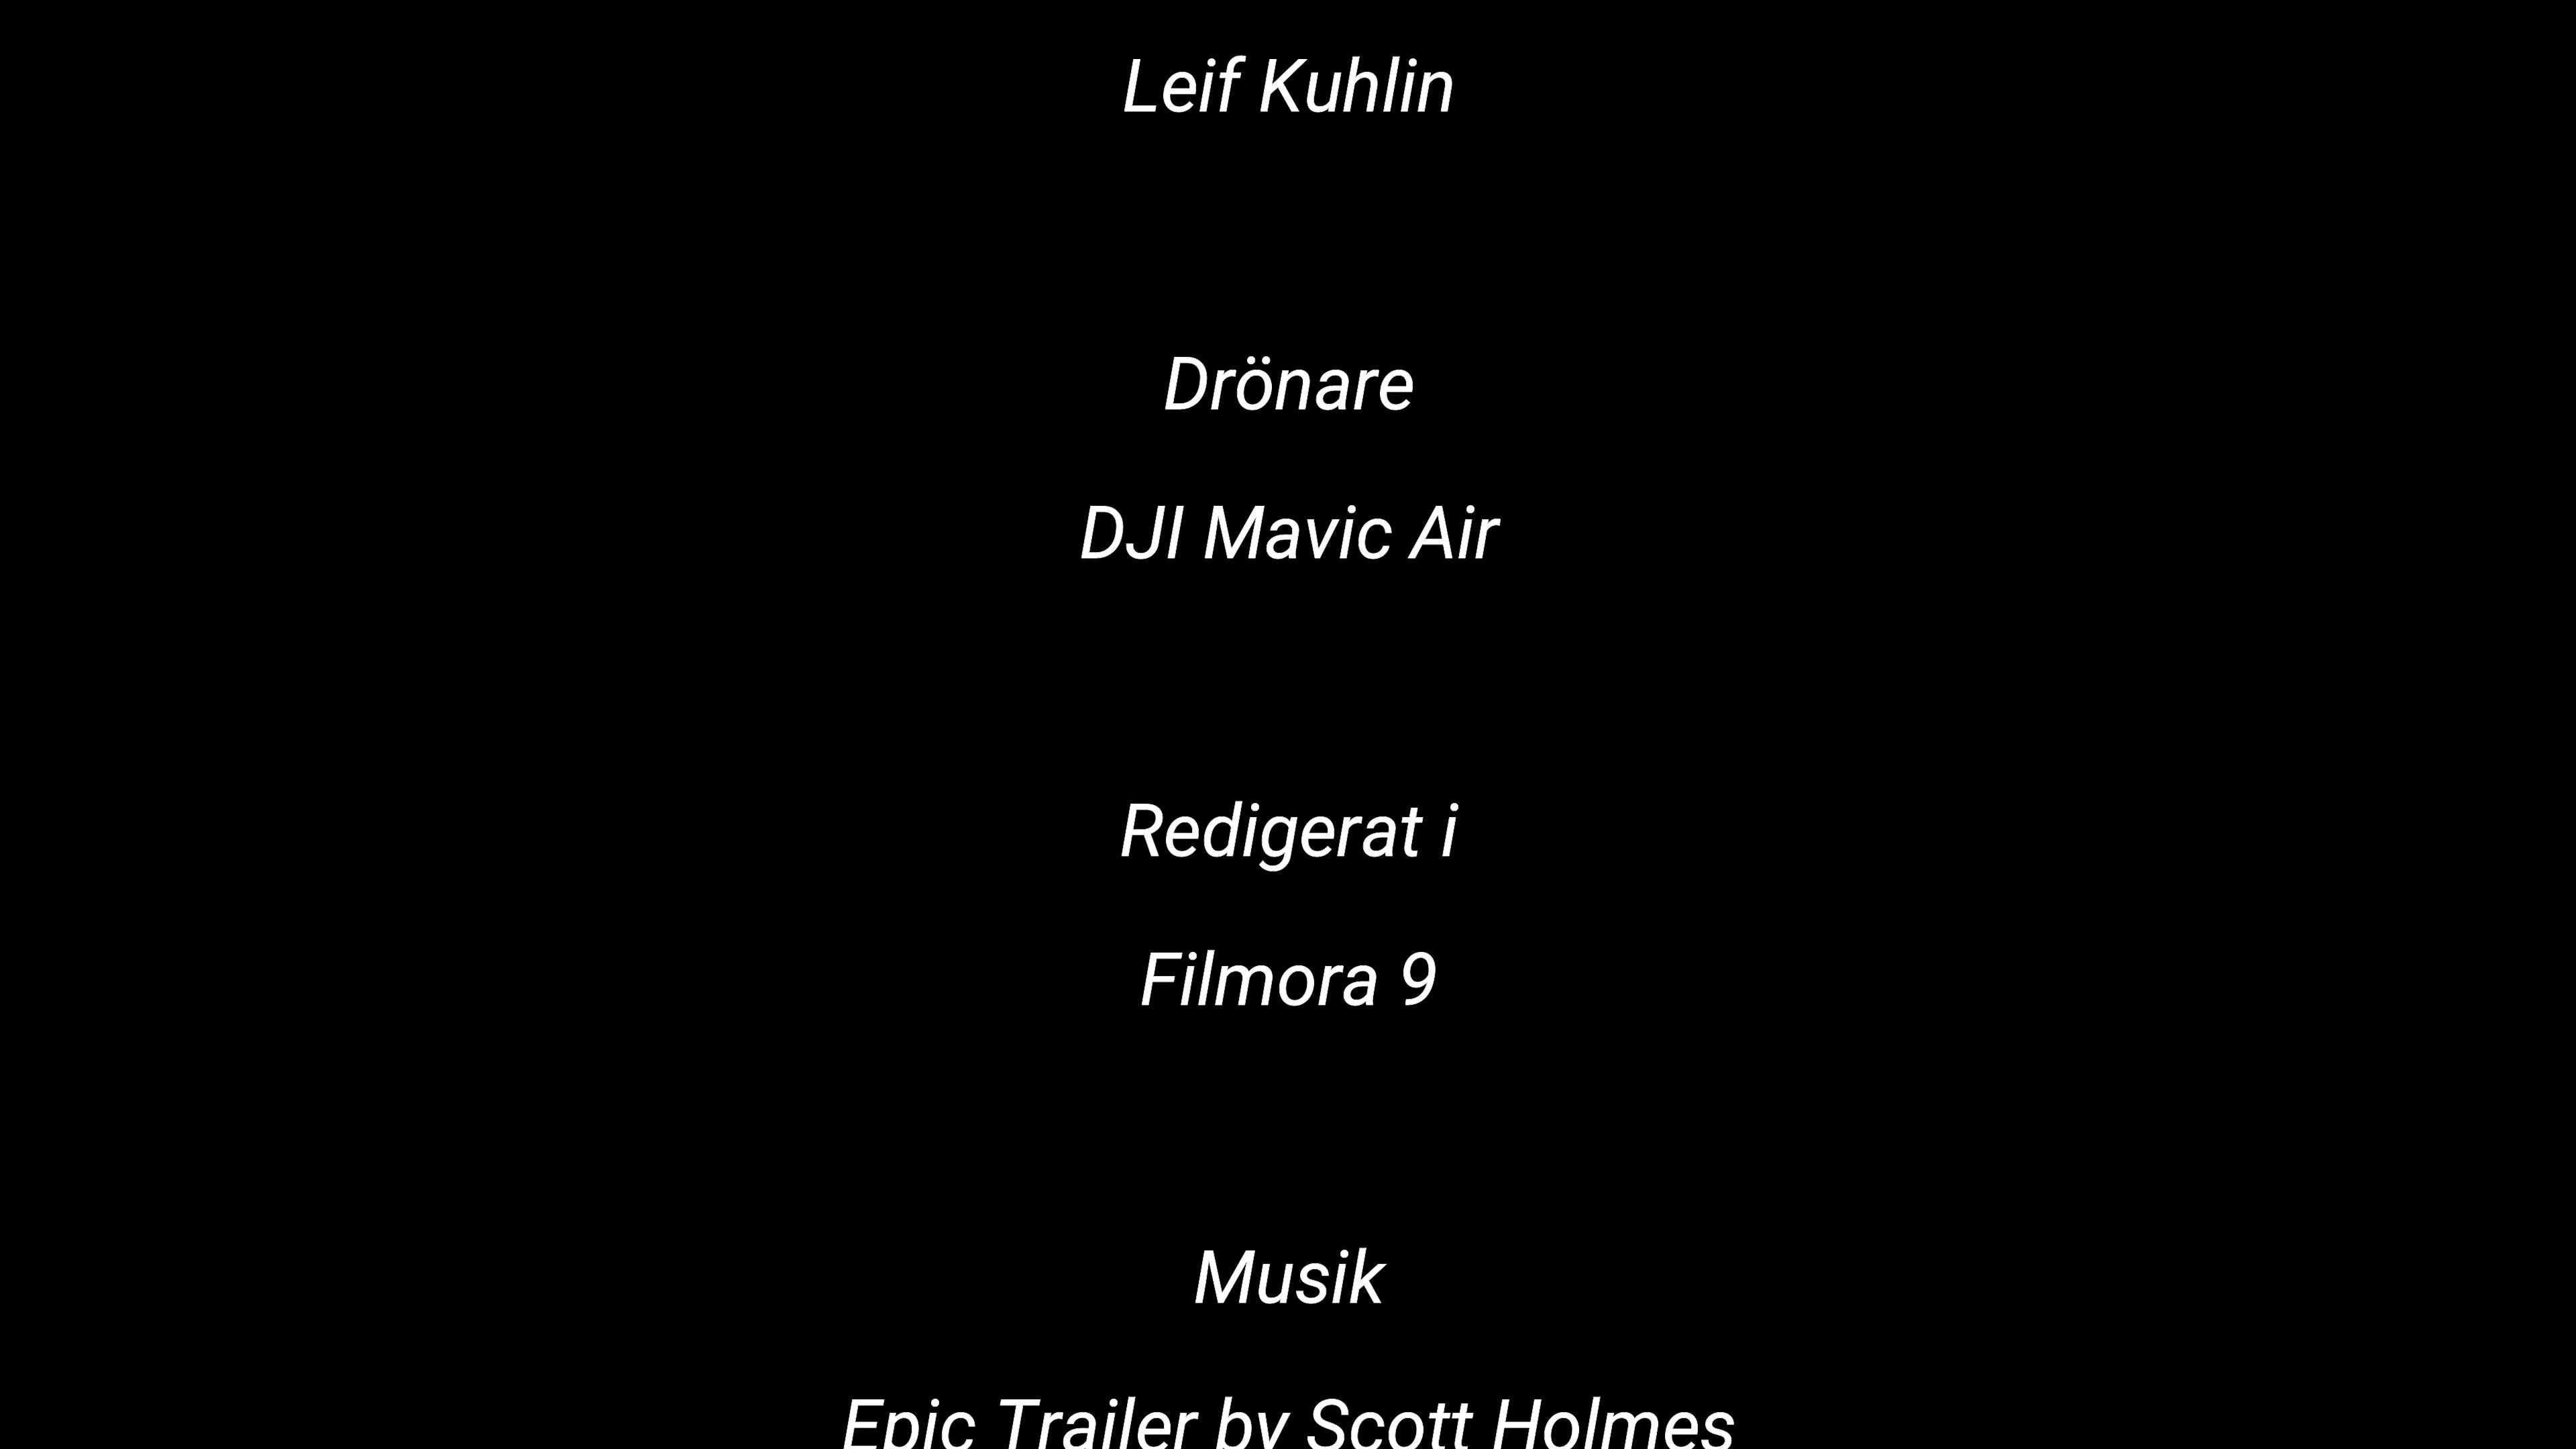 Leif Kuhlin
Drönare
DJI Mavic Air
Redigerat i
Filmora 9
Musik
Epic Trailer by Scott Holmes